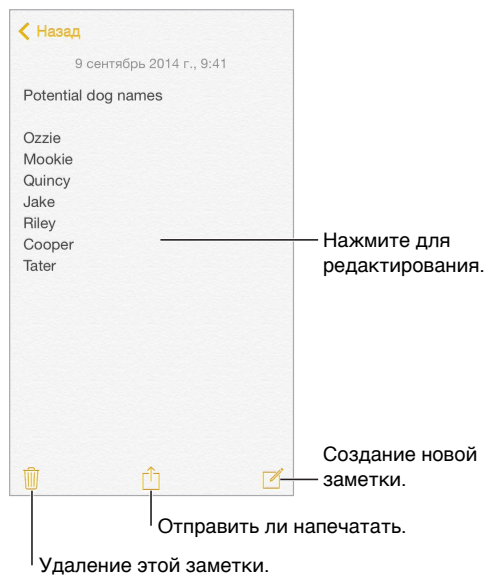 Назад
9 сентябрь 2014 г., 9:41
Potential dog names
Ozzie
Mookie
Quincy
Jake
Riley
Cooper
Tater
Нажмите для
редактирования.
Создание новой
заметки.
Отправить ли напечатать.
Удаление этой заметки.